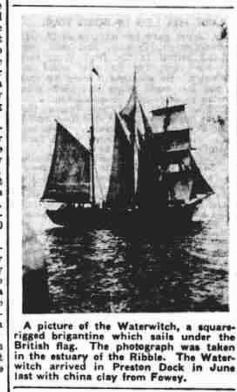 A picture of the Waterwitch, a square-
rigged brigantine which sails under the
British flag. The photograph was taken
in the estuary of the Ribble. The Water-
witch arrived in Preston Dock in June
last with china clay from Fowey.